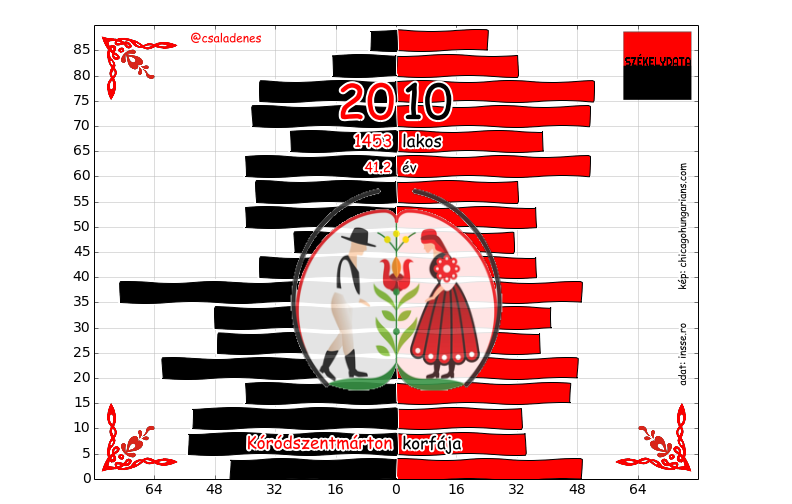 @csaladenes
SZÉKELYDATA
2010
1453 lakos
41,2 év
kép: chicagohungarians.com
adat: insse.ro
Kóródszentmárton korfája
85
80
75
70
65
60
55
50
45
40
35
30
25
20
15
10
5
0
64 48 32 16 0 16 32 48 64